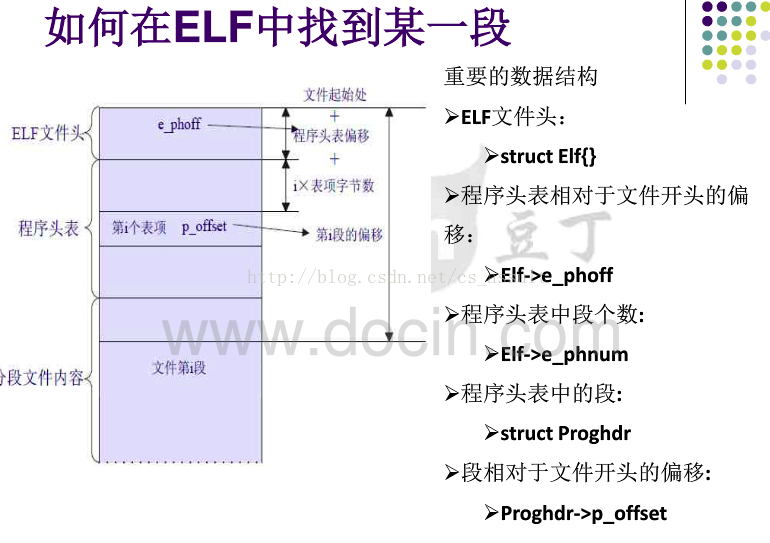 如何在ELF中找到某一段
文件起始处
ELF文件头
e_phoff
+
程序头表偏移
+
i×表项字节数
程序头表
第i个表项 p_offset
第i段的偏移
分段文件内容
文件第i段
重要的数据结构
➢ELF文件头：
➢struct Elf{}
➢程序头表相对于文件开头的偏
移：
➢Elf->e_phoff
➢程序头表中段个数:
➢Elf->e_phnum
➢程序头表中的段:
➢struct Proghdr
➢段相对于文件开头的偏移:
➢Proghdr->p_offset
豆丁
www.docin.com
http://blog.csdn.net/cs_